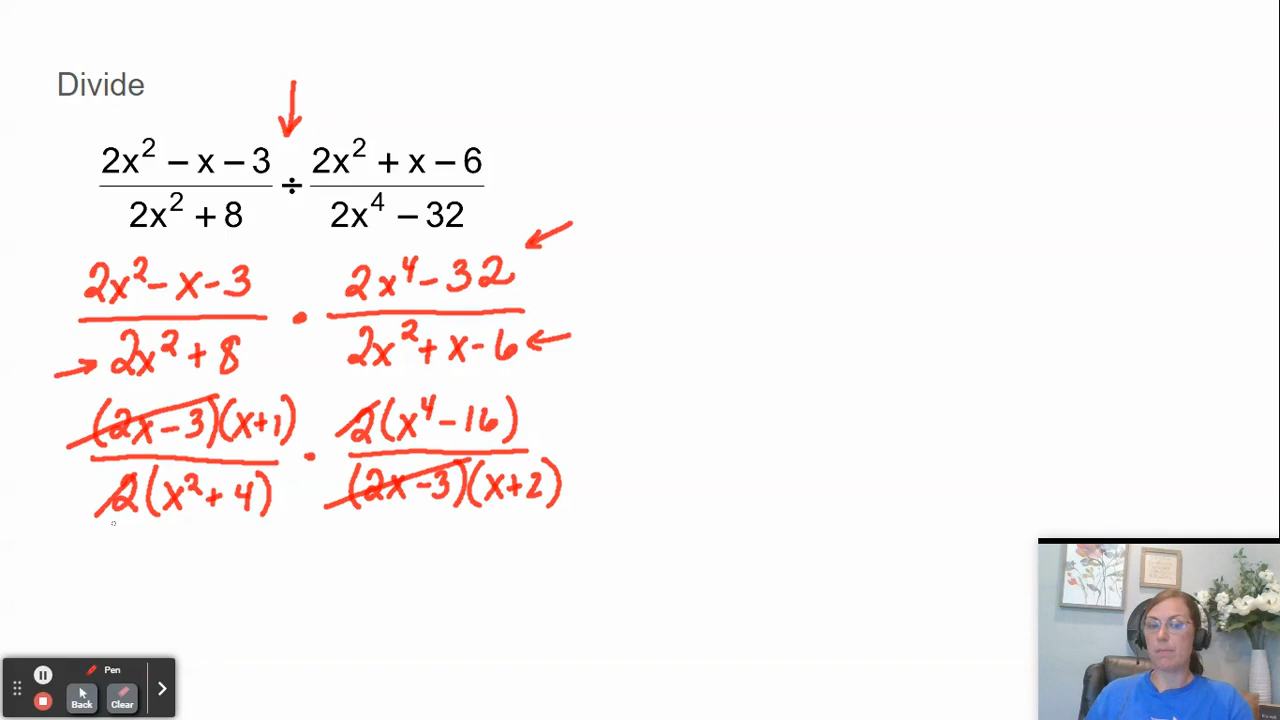 Divide
2x² − x − 3 ÷ 2x² + x − 6
2x² + 8 2x⁴ − 32
2x² − x − 3 · 2x⁴ − 32
2x² + 8 2x² + x − 6
(2x − 3)(x + 1) · 2(x⁴ − 16)
2(x² + 4) (2x − 3)(x + 2)
Pen
Back Clear